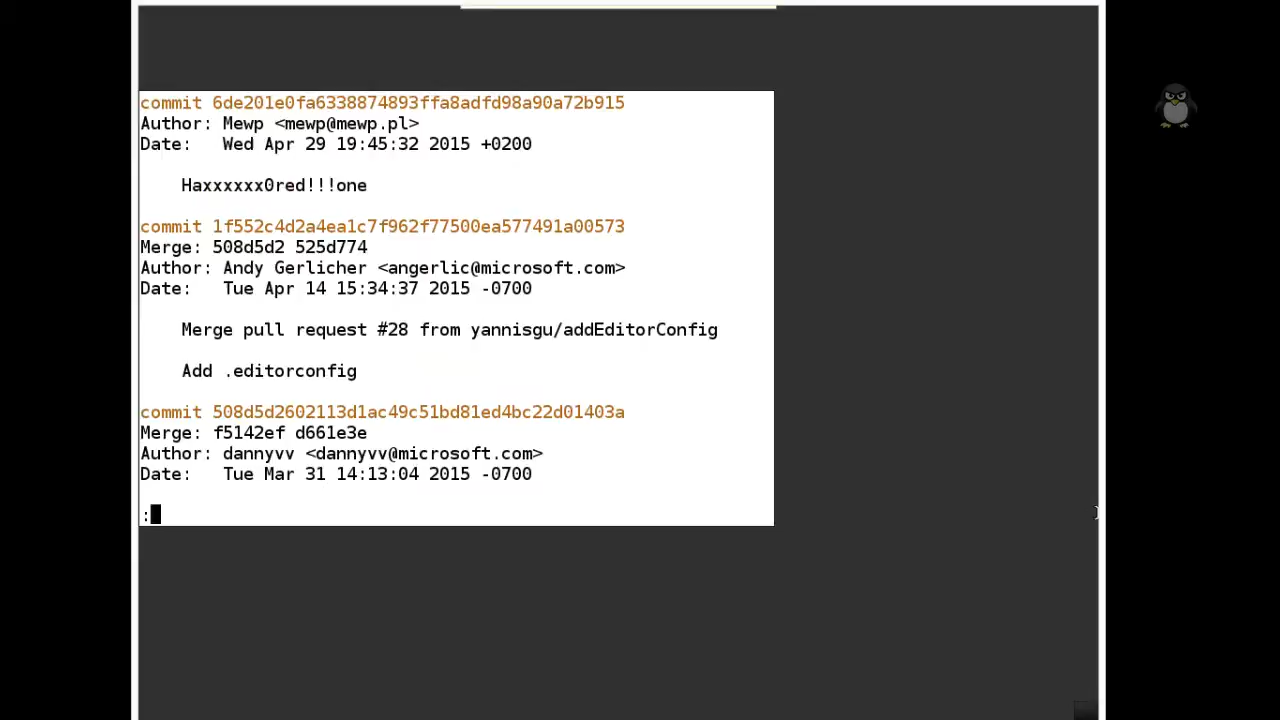 commit 6de201e0fa6338874893ffa8adfd98a90a72b915
Author: Mewp <mewp@mewp.pl>
Date:   Wed Apr 29 19:45:32 2015 +0200
Haxxxxxx0red!!!one
commit 1f552c4d2a4ea1c7f962f77500ea577491a00573
Merge: 508d5d2 525d774
Author: Andy Gerlicher <angerlic@microsoft.com>
Date:   Tue Apr 14 15:34:37 2015 -0700
Merge pull request #28 from yannisgu/addEditorConfig
Add .editorconfig
commit 508d5d2602113d1ac49c51bd81ed4bc22d01403a
Merge: f5142ef d661e3e
Author: dannyvv <dannyvv@microsoft.com>
Date:   Tue Mar 31 14:13:04 2015 -0700
: